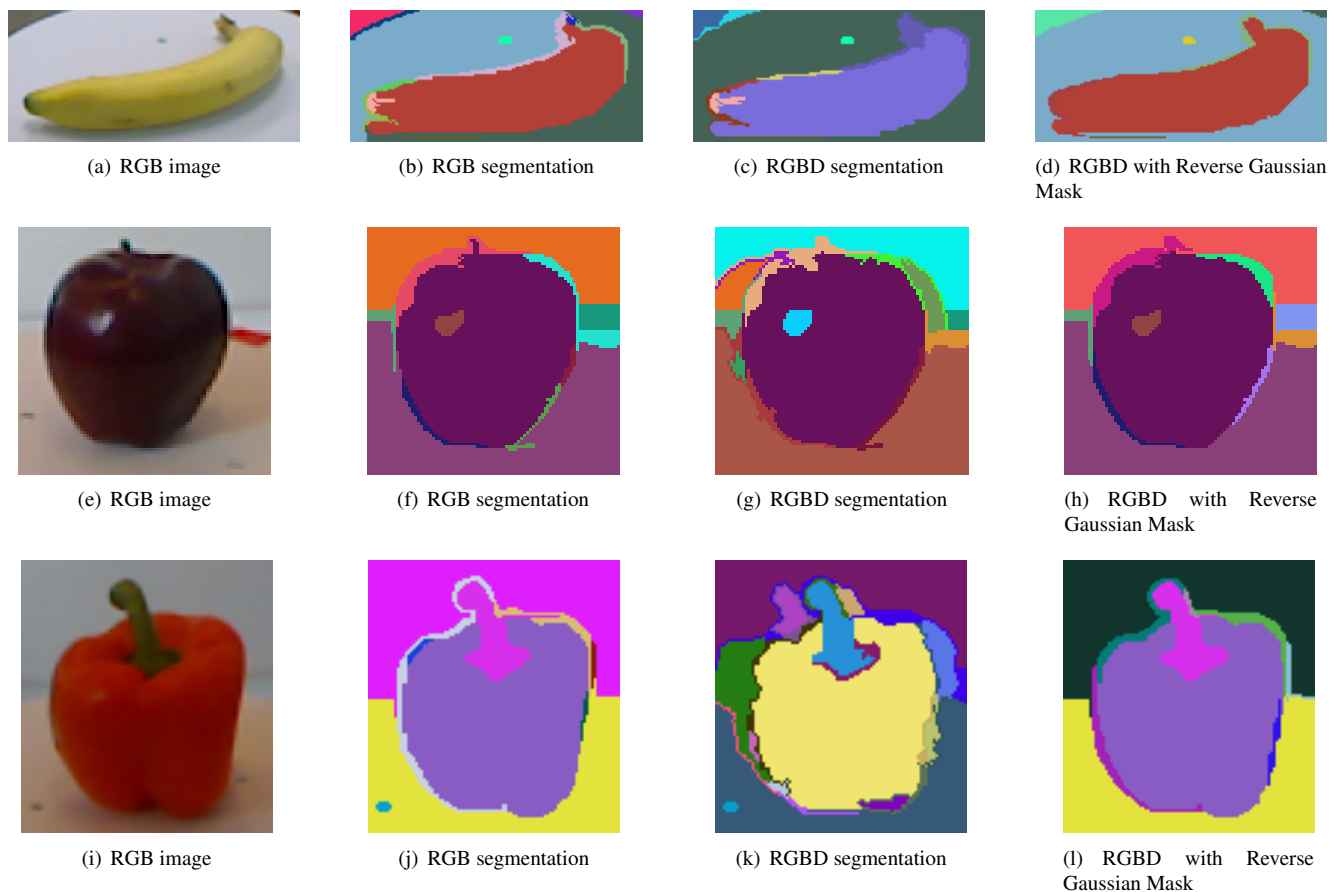 (a) RGB image
(b) RGB segmentation
(c) RGBD segmentation
(d) RGBD with Reverse Gaussian
Mask
(e) RGB image
(f) RGB segmentation
(g) RGBD segmentation
(h) RGBD with Reverse
Gaussian Mask
(i) RGB image
(j) RGB segmentation
(k) RGBD segmentation
(l) RGBD with Reverse
Gaussian Mask